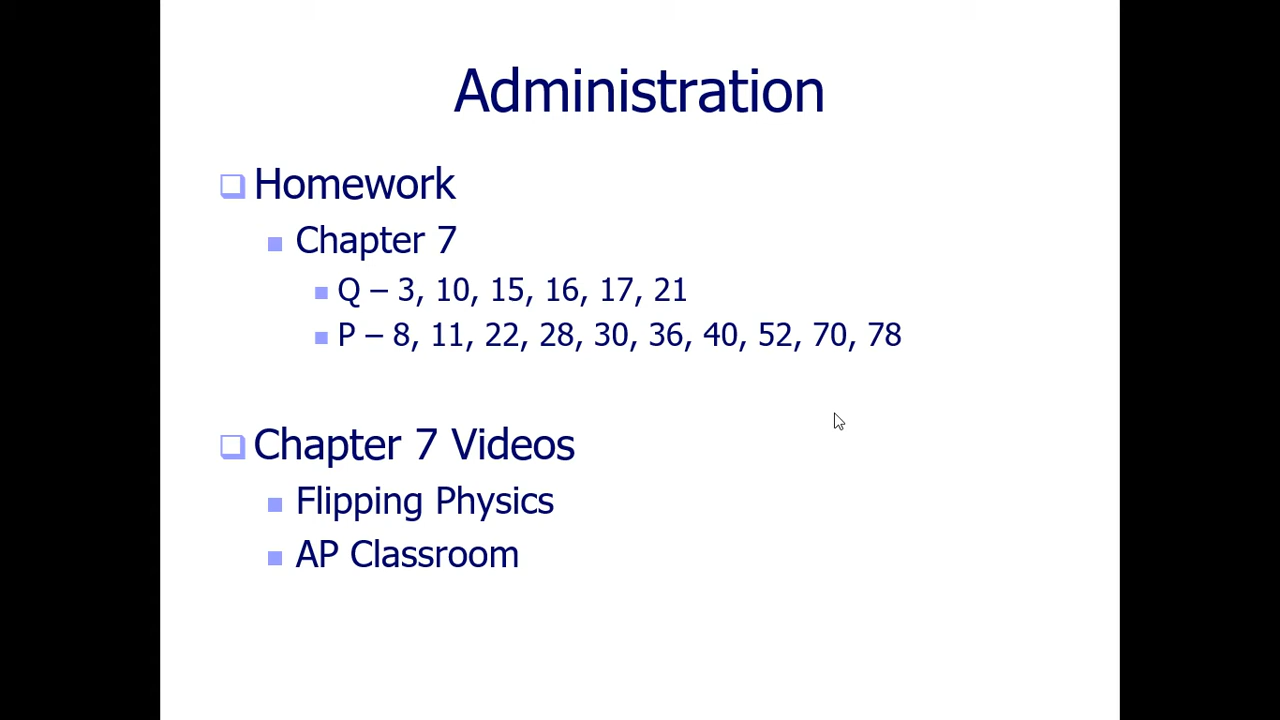 Administration
Homework
Chapter 7
Q – 3, 10, 15, 16, 17, 21
P – 8, 11, 22, 28, 30, 36, 40, 52, 70, 78
Chapter 7 Videos
Flipping Physics
AP Classroom